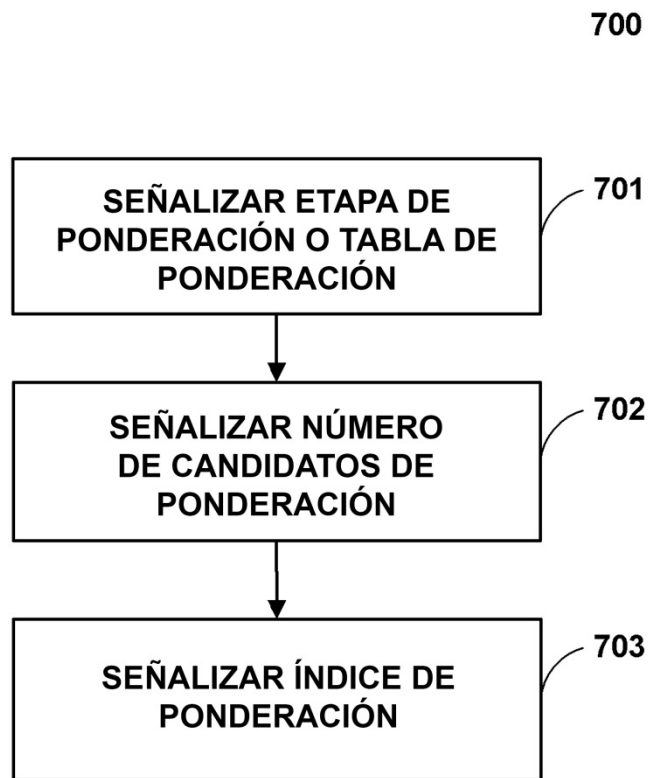 700
SEÑALIZAR ETAPA DE
PONDERACIÓN O TABLA DE
PONDERACIÓN
701
SEÑALIZAR NÚMERO
DE CANDIDATOS DE
PONDERACIÓN
702
SEÑALIZAR ÍNDICE DE
PONDERACIÓN
703